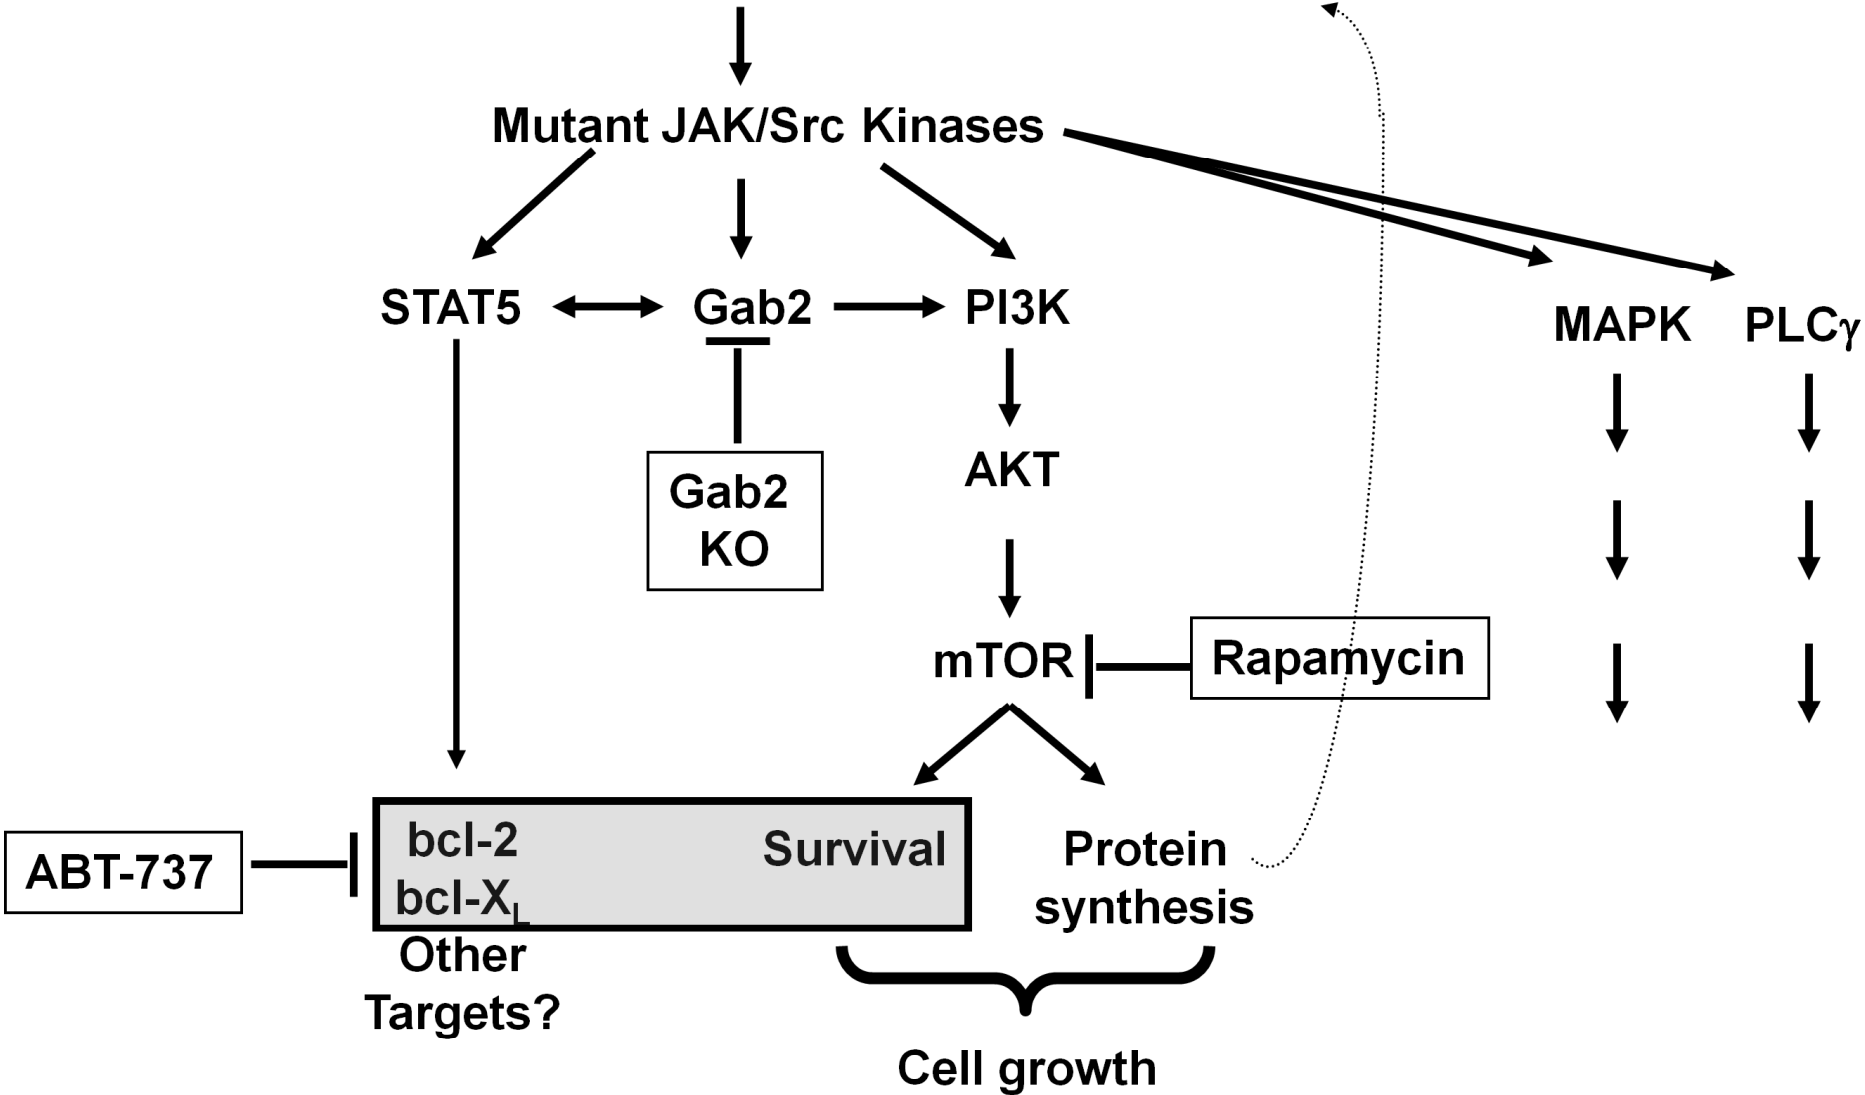 Mutant JAK/Src Kinases
STAT5
Gab2
PI3K
MAPK
PLCγ
Gab2
KO
AKT
mTOR
Rapamycin
ABT-737
bcl-2
bcl-XL
Survival
Protein
synthesis
Other
Targets?
Cell growth